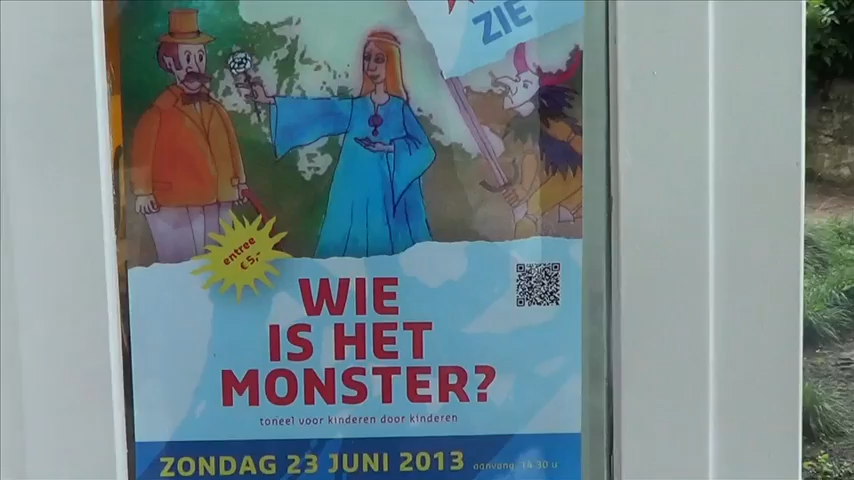 ZIE
entree
€ 5,-
WIE
IS HET
MONSTER?
toneel voor kinderen door kinderen
ZONDAG 23 JUNI 2013 aanvang 14.30 u